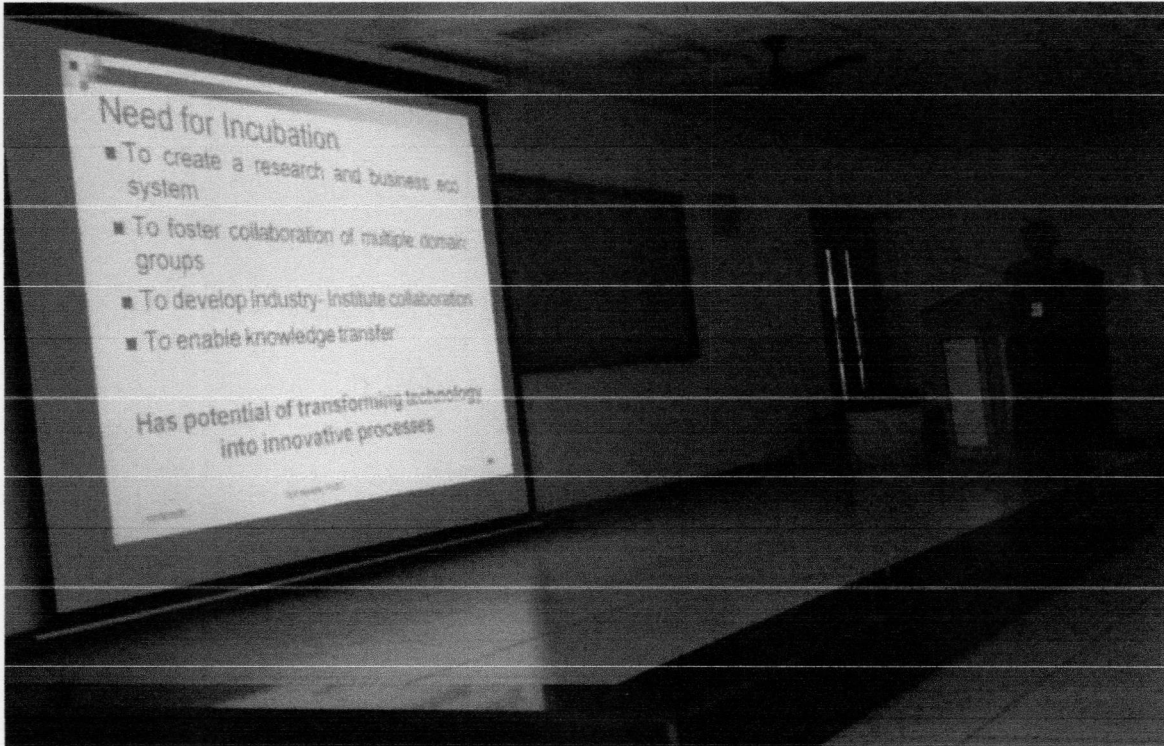 Need for Incubation
To create a research and business eco
system
To foster collaboration of multiple domain
groups
To develop Industry- Institute collaboration
To enable knowledge transfer
Has potential of transforming technology
into innovative processes